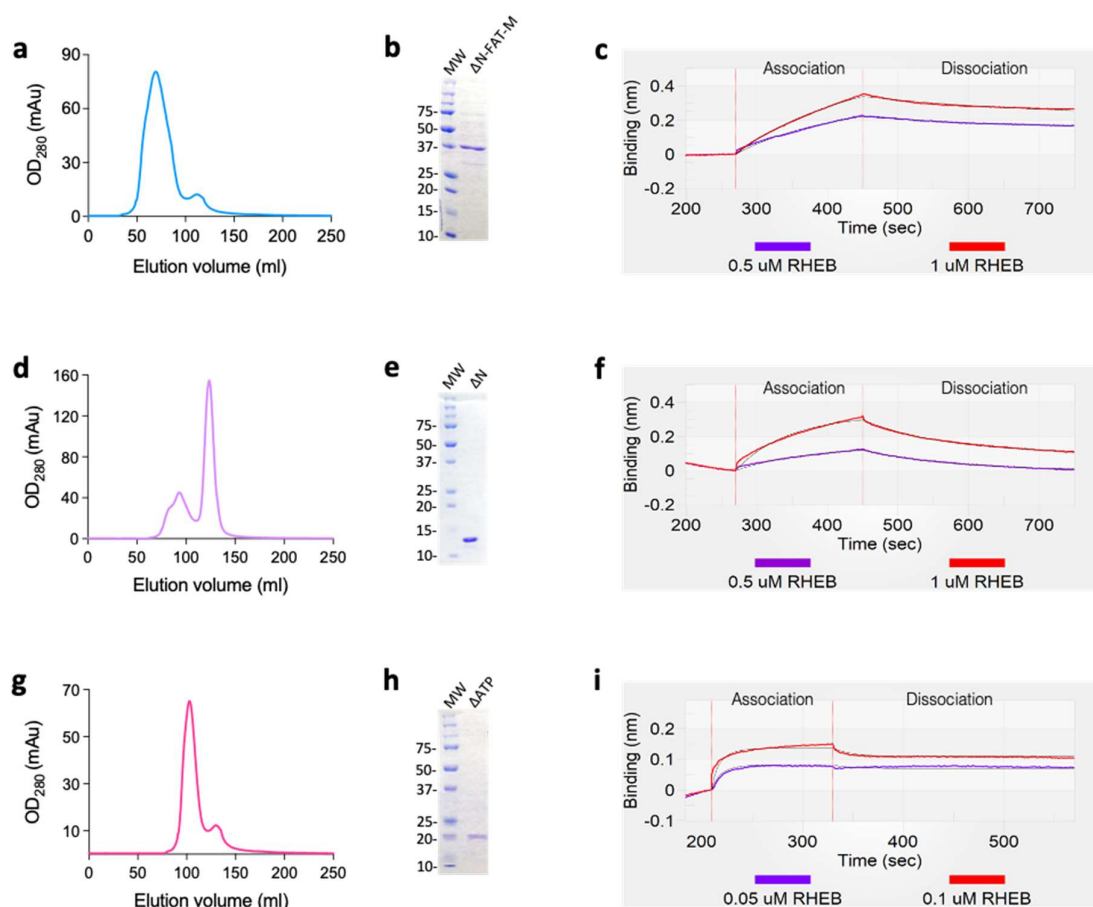 a
90
60
30
0
OD280 (mAu)
0 50 100 150 200 250
Elution volume (ml)
b
MW ΔN-FAT-M
75-
50-
37-
25-
20-
15-
10-
c
Association Dissociation
Binding (nm)
0.4
0.2
0
-0.2
200 300 400 500 600 700
Time (sec)
0.5 uM RHEB 1 uM RHEB
d
160
120
80
40
0
OD280 (mAu)
0 50 100 150 200 250
Elution volume (ml)
e
MW ΔN
75-
50-
37-
25-
20-
15-
10-
f
Association Dissociation
Binding (nm)
0.4
0.2
0
-0.2
200 300 400 500 600 700
Time (sec)
0.5 uM RHEB 1 uM RHEB
g
70
50
30
10
OD280 (mAu)
0 50 100 150 200 250
Elution volume (ml)
h
MW ΔATP
75-
50-
37-
25-
20-
10-
i
Association Dissociation
Binding (nm)
0.2
0.1
0
-0.1
200 300 400 500
Time (sec)
0.05 uM RHEB 0.1 uM RHEB